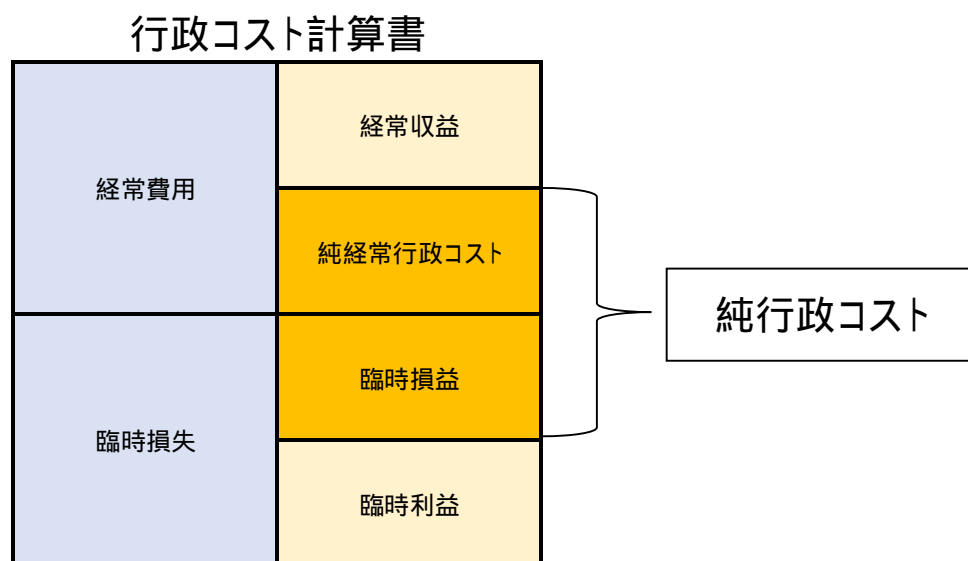 行政コスト計算書
経常収益
経常費用
純経常行政コスト
純行政コスト
臨時損益
臨時損失
臨時利益